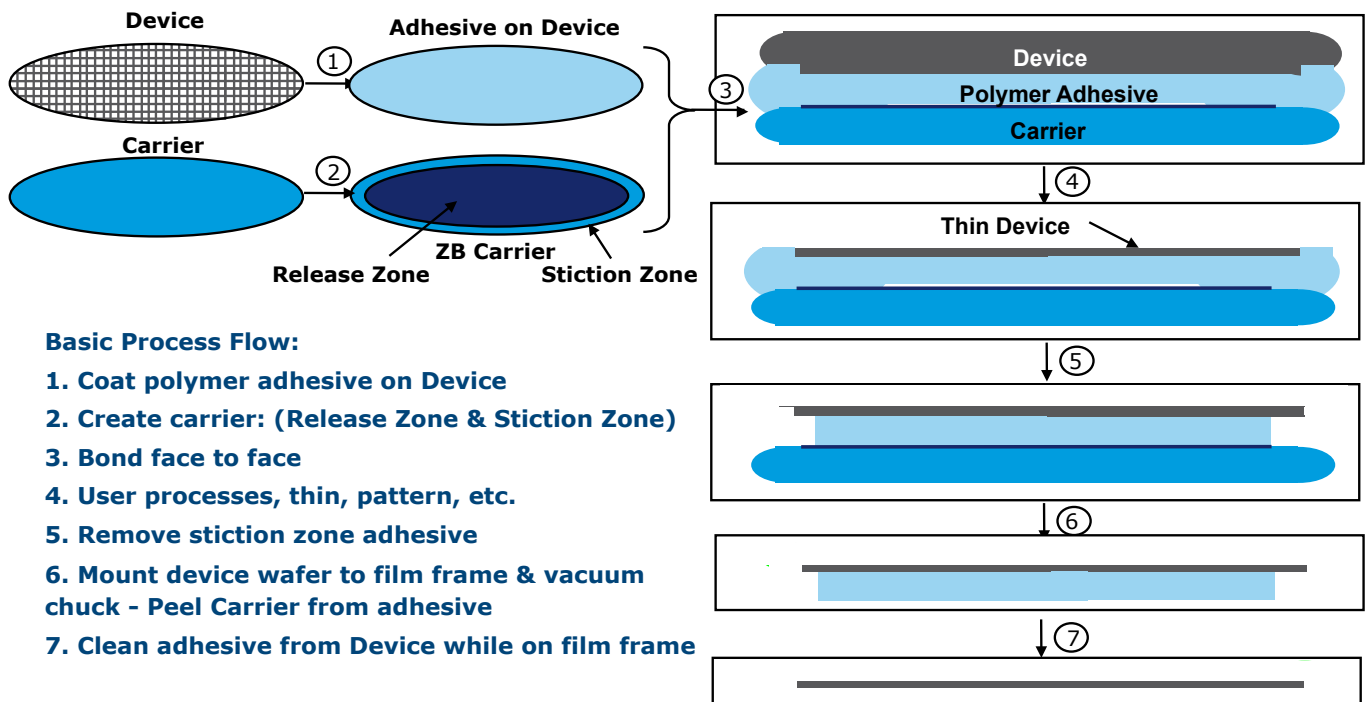 Device
Adhesive on Device
1
Carrier
2
Release Zone
ZB Carrier
Stiction Zone
3
Device
Polymer Adhesive
Carrier
4
Thin Device
5
6
7
Basic Process Flow:
1. Coat polymer adhesive on Device
2. Create carrier: (Release Zone & Stiction Zone)
3. Bond face to face
4. User processes, thin, pattern, etc.
5. Remove stiction zone adhesive
6. Mount device wafer to film frame & vacuum
chuck - Peel Carrier from adhesive
7. Clean adhesive from Device while on film frame